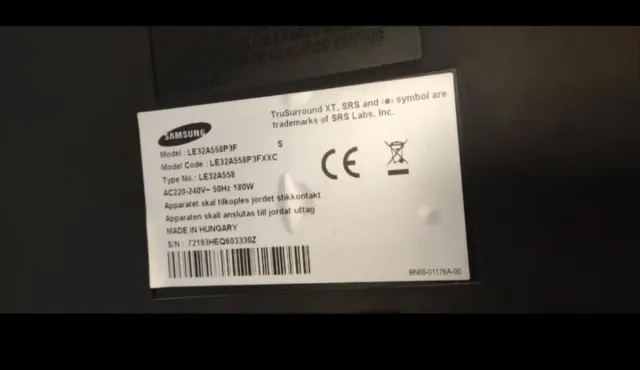 TruSurround XT, SRS and (●) symbol are
trademarks of SRS Labs, Inc.
SAMSUNG
Model : LE32A558P3F S
Model Code: LE32A558P3FXXC
Type No.: LE32A558
AC220-240V~ 50Hz 180W
Apparatet skal tilkoples jordet stikkontakt
Apparaten skall anslutas till jordat uttag
MADE IN HUNGARY
S/N : 72193HEQ603330Z
CE
BN68-01176A-00